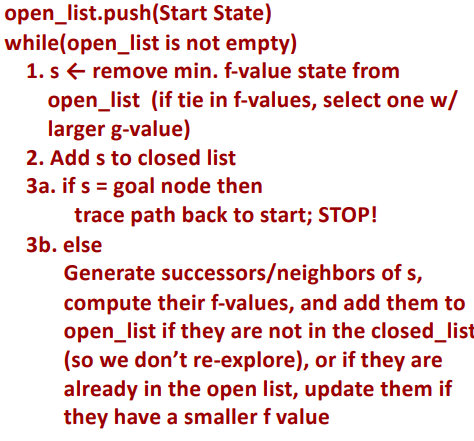 open_list.push(Start State)
while(open_list is not empty)
1. s ← remove min. f-value state from
open_list (if tie in f-values, select one w/
larger g-value)
2. Add s to closed list
3a. if s = goal node then
trace path back to start; STOP!
3b. else
Generate successors/neighbors of s,
compute their f-values, and add them to
open_list if they are not in the closed_list
(so we don't re-explore), or if they are
already in the open list, update them if
they have a smaller f value